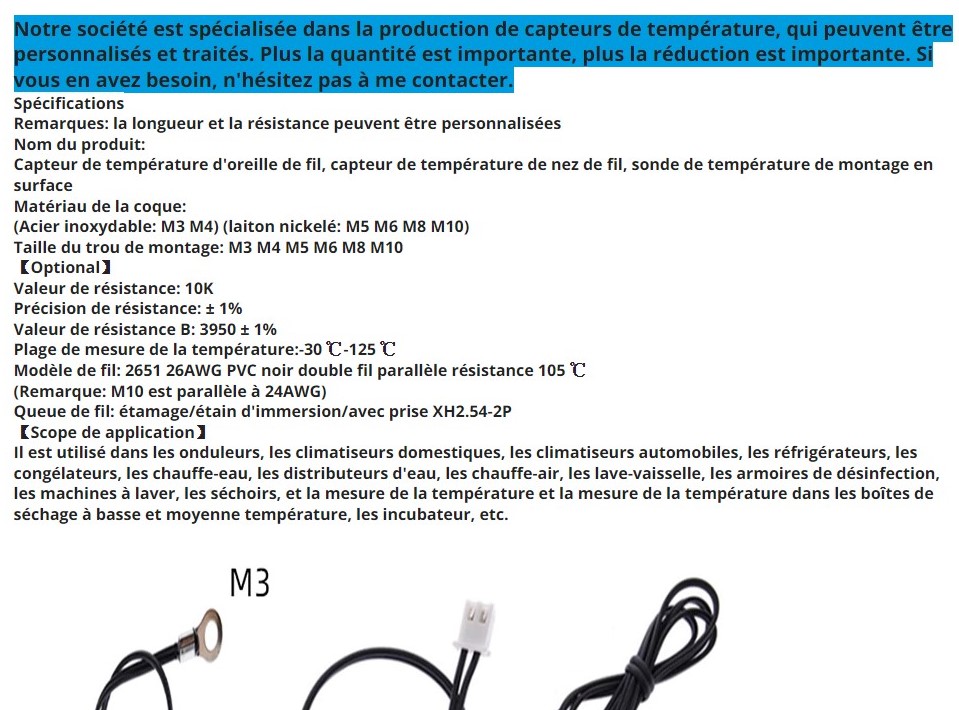 Notre société est spécialisée dans la production de capteurs de température, qui peuvent être
personnalisés et traités. Plus la quantité est importante, plus la réduction est importante. Si
vous en avez besoin, n'hésitez pas à me contacter.
Spécifications
Remarques: la longueur et la résistance peuvent être personnalisées
Nom du produit:
Capteur de température d'oreille de fil, capteur de température de nez de fil, sonde de température de montage en
surface
Matériau de la coque:
(Acier inoxydable: M3 M4) (laiton nickelé: M5 M6 M8 M10)
Taille du trou de montage: M3 M4 M5 M6 M8 M10
【Optional】
Valeur de résistance: 10K
Précision de résistance: ± 1%
Valeur de résistance B: 3950 ± 1%
Plage de mesure de la température:-30 ℃-125 ℃
Modèle de fil: 2651 26AWG PVC noir double fil parallèle résistance 105 ℃
(Remarque: M10 est parallèle à 24AWG)
Queue de fil: étamage/étain d'immersion/avec prise XH2.54-2P
【Scope de application】
Il est utilisé dans les onduleurs, les climatiseurs domestiques, les climatiseurs automobiles, les réfrigérateurs, les
congélateurs, les chauffe-eau, les distributeurs d'eau, les chauffe-air, les lave-vaisselle, les armoires de désinfection,
les machines à laver, les séchoirs, et la mesure de la température et la mesure de la température dans les boîtes de
séchage à basse et moyenne température, les incubateur, etc.
M3